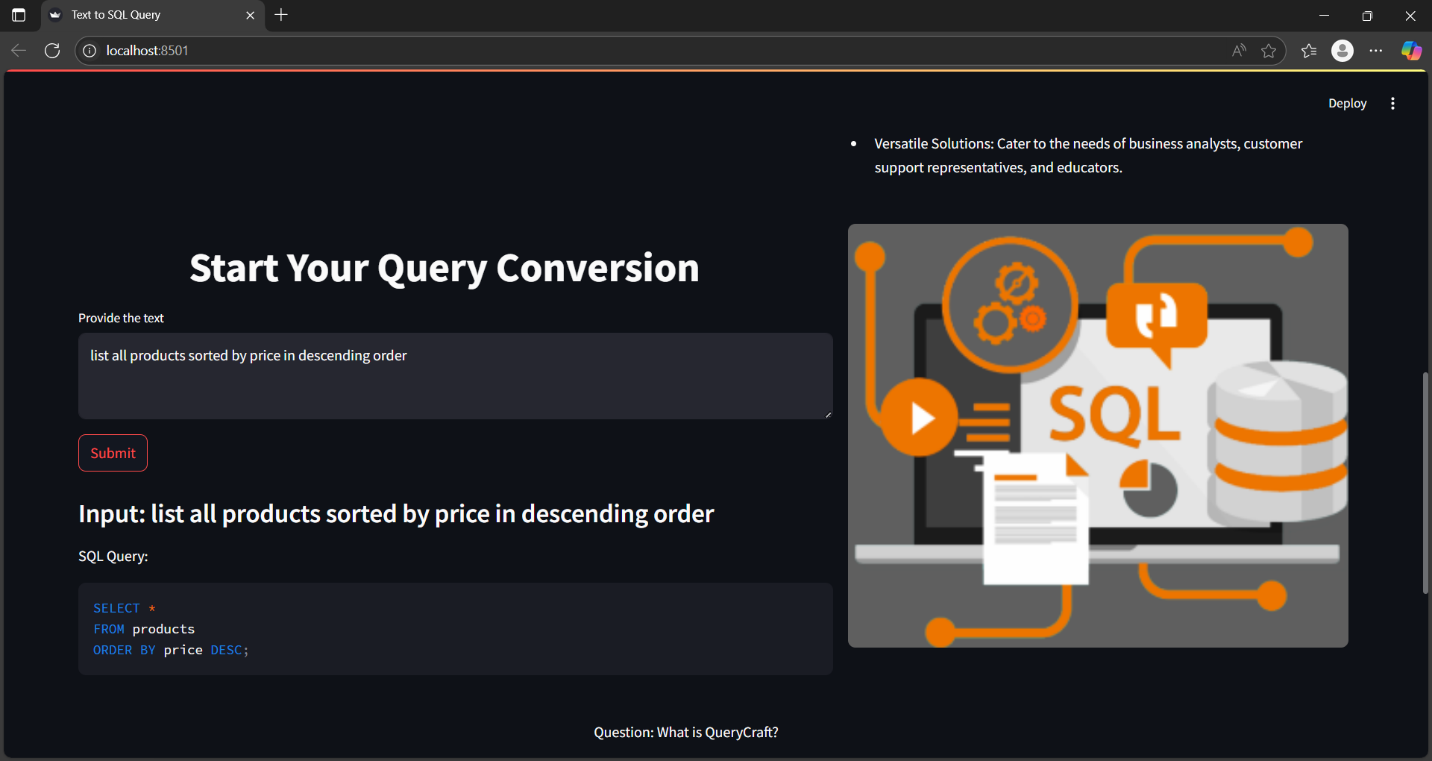 Text to SQL Query
localhost:8501
Deploy
• Versatile Solutions: Cater to the needs of business analysts, customer
support representatives, and educators.
Start Your Query Conversion
Provide the text
list all products sorted by price in descending order
Submit
SQL
Input: list all products sorted by price in descending order
SQL Query:
SELECT *
FROM products
ORDER BY price DESC;
Question: What is QueryCraft?